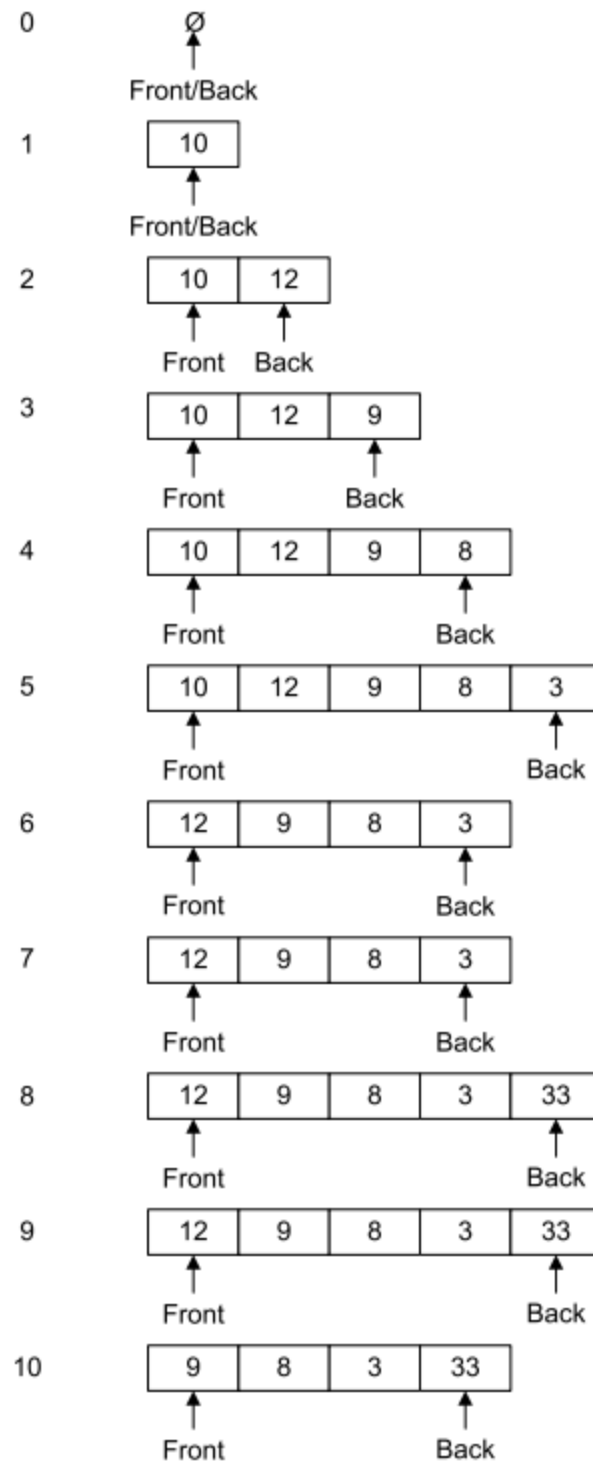 0 Ø
Front/Back
1 10
Front/Back
2 10 12
Front Back
3 10 12 9
Front Back
4 10 12 9 8
Front Back
5 10 12 9 8 3
Front Back
6 12 9 8 3
Front Back
7 12 9 8 3
Front Back
8 12 9 8 3 33
Front Back
9 12 9 8 3 33
Front Back
10 9 8 3 33
Front Back